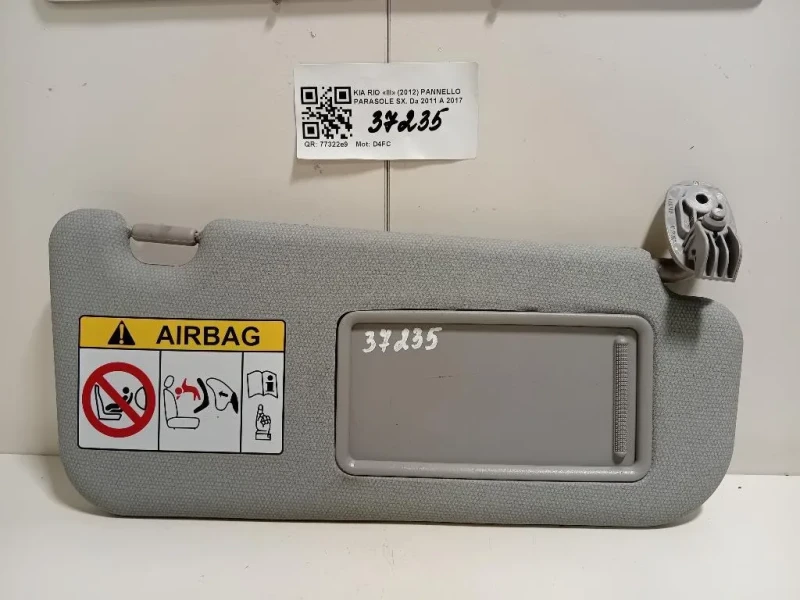 KIA RIO «III» (2012) PANNELLO
PARASOLE SX. Da 2011 A 2017
37235
QR: 77322e9 Mot: D4FC
AIRBAG
37235